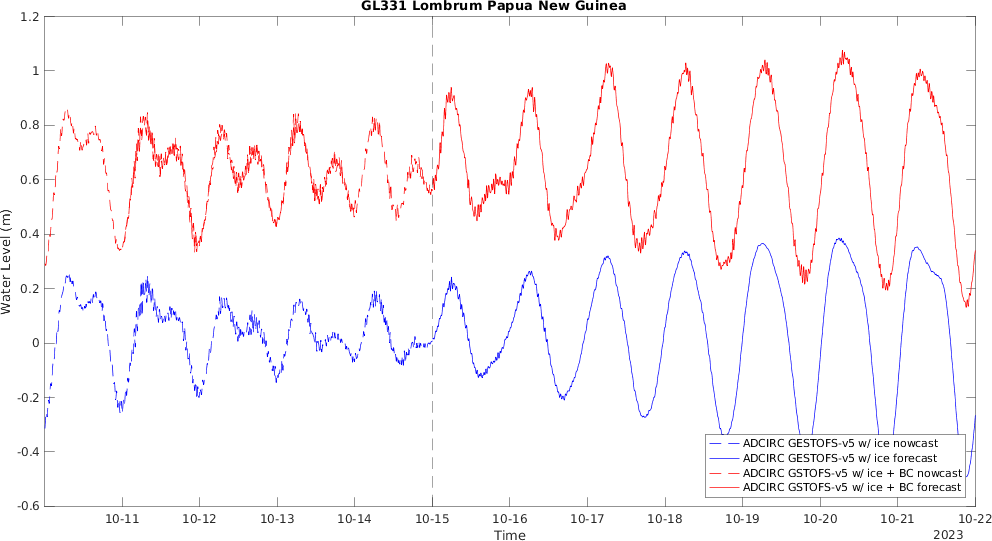 GL331 Lombrum Papua New Guinea
1.2
1
0.8
0.6
0.4
0.2
0
-0.2
-0.4
-0.6
Water Level (m)
ADCIRC GESTOFS-v5 w/ ice nowcast
ADCIRC GESTOFS-v5 w/ ice forecast
ADCIRC GSTOFS-v5 w/ ice + BC nowcast
ADCIRC GSTOFS-v5 w/ ice + BC forecast
10-11 10-12 10-13 10-14 10-15 10-16 10-17 10-18 10-19 10-20 10-21 10-22
Time
2023